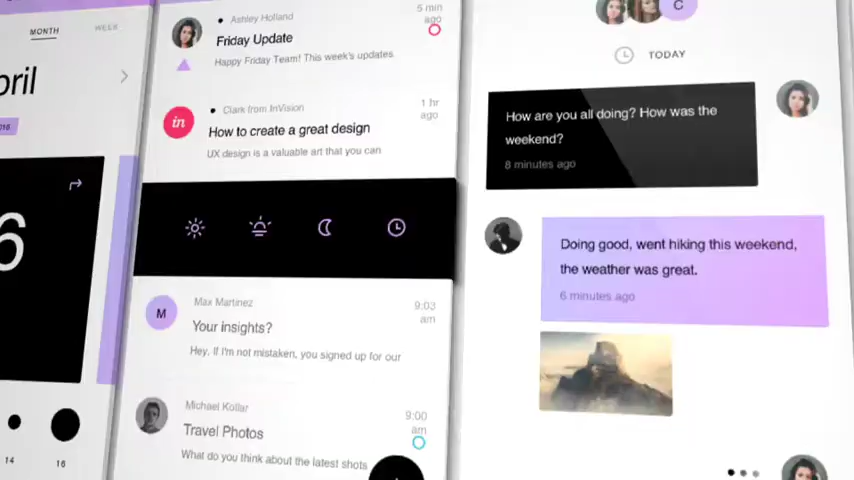 MONTH
WEEK
pril
016
6
14
16
Ashley Holland
5 min ago
Friday Update
Happy Friday Team! This week's updates
in
Clark from InVision
1 hr ago
How to create a great design
UX design is a valuable art that you can
M
Max Martinez
9:03 am
Your insights?
Hey, If I'm not mistaken, you signed up for our
Michael Kollar
9:00 am
Travel Photos
What do you think about the latest shots
C
TODAY
How are you all doing? How was the
weekend?
8 minutes ago
Doing good, went hiking this weekend,
the weather was great.
6 minutes ago